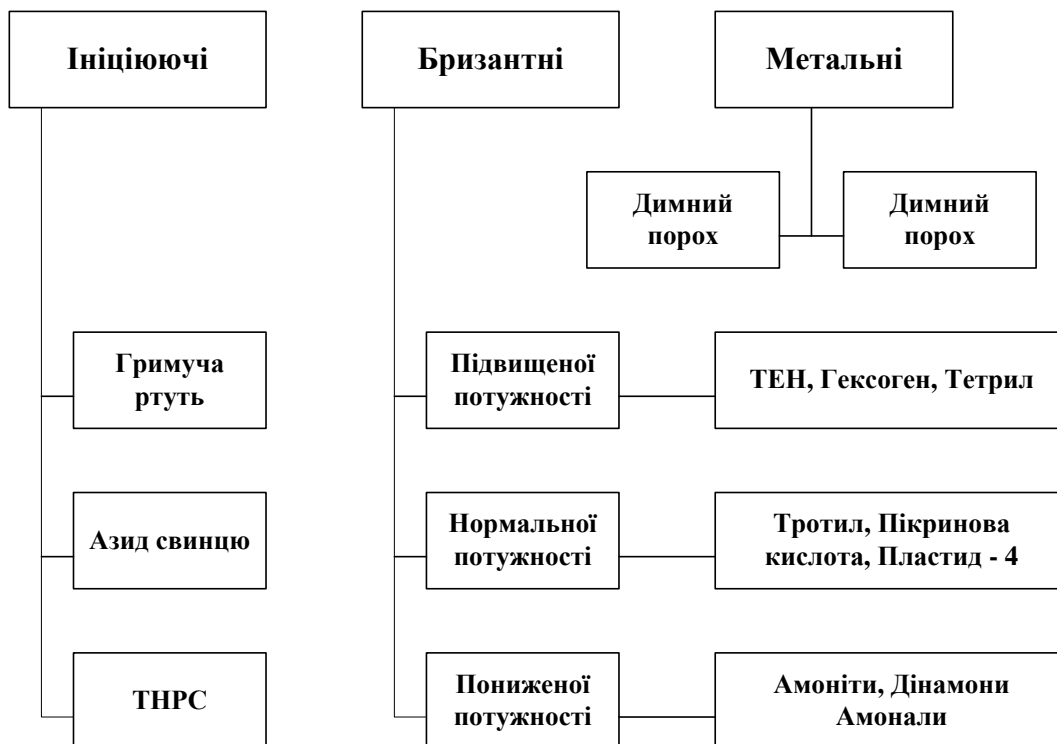 Ініціюючі
Бризантні
Метальні
Димний
порох
Димний
порох
Гримуча
ртуть
Підвищеної
потужності
ТЕН, Гексоген, Тетрил
Азид свинцю
Нормальної
потужності
Тротил, Пікринова
кислота, Пластид - 4
ТНРС
Пониженої
потужності
Амоніти, Дінамони
Амонали